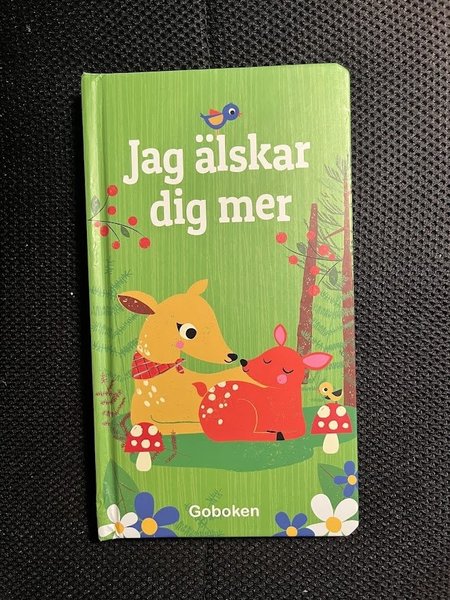 Jag älskar
dig mer
Goboken